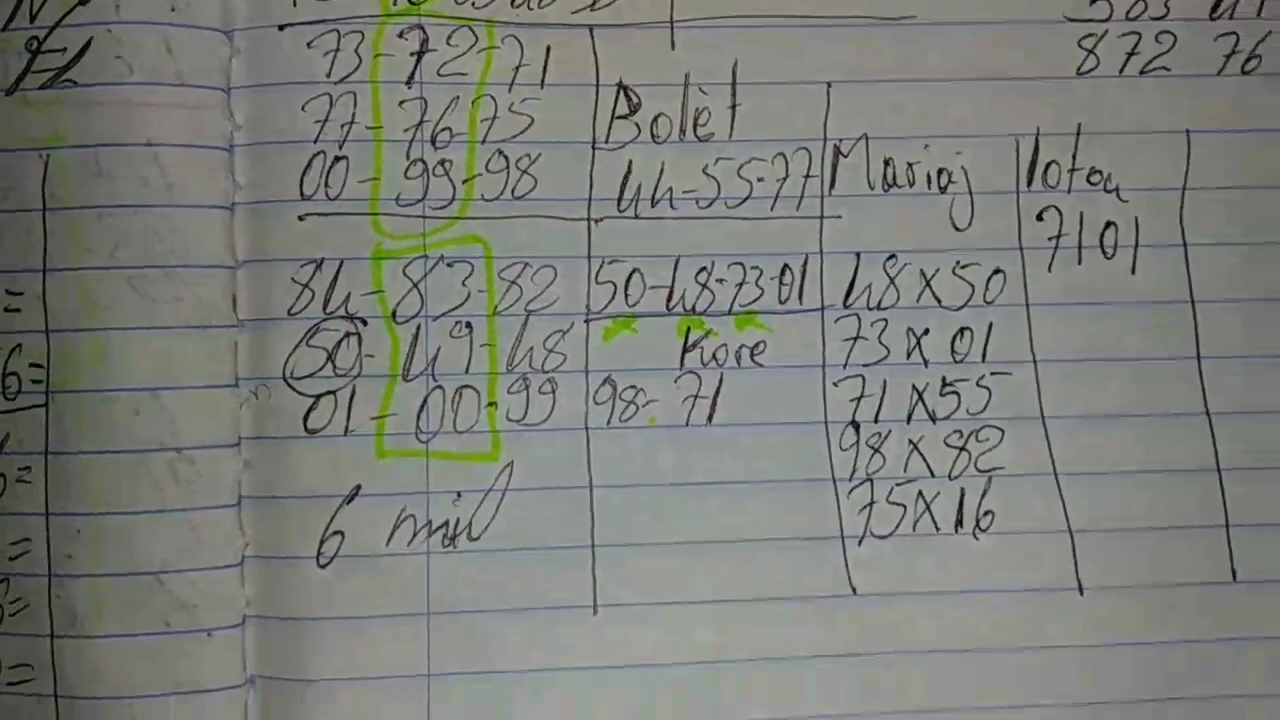 872 76
73-72-71
77-76-75
00-99-98
Bolèt
44-55-77
Mariaj
loto4
7101
84-83-82
50-49-48
01-00-99
50-48-73-01
Kore
98-71
48X50
73X01
71X55
98X82
75X16
6 mil
6=
=
=
=
=